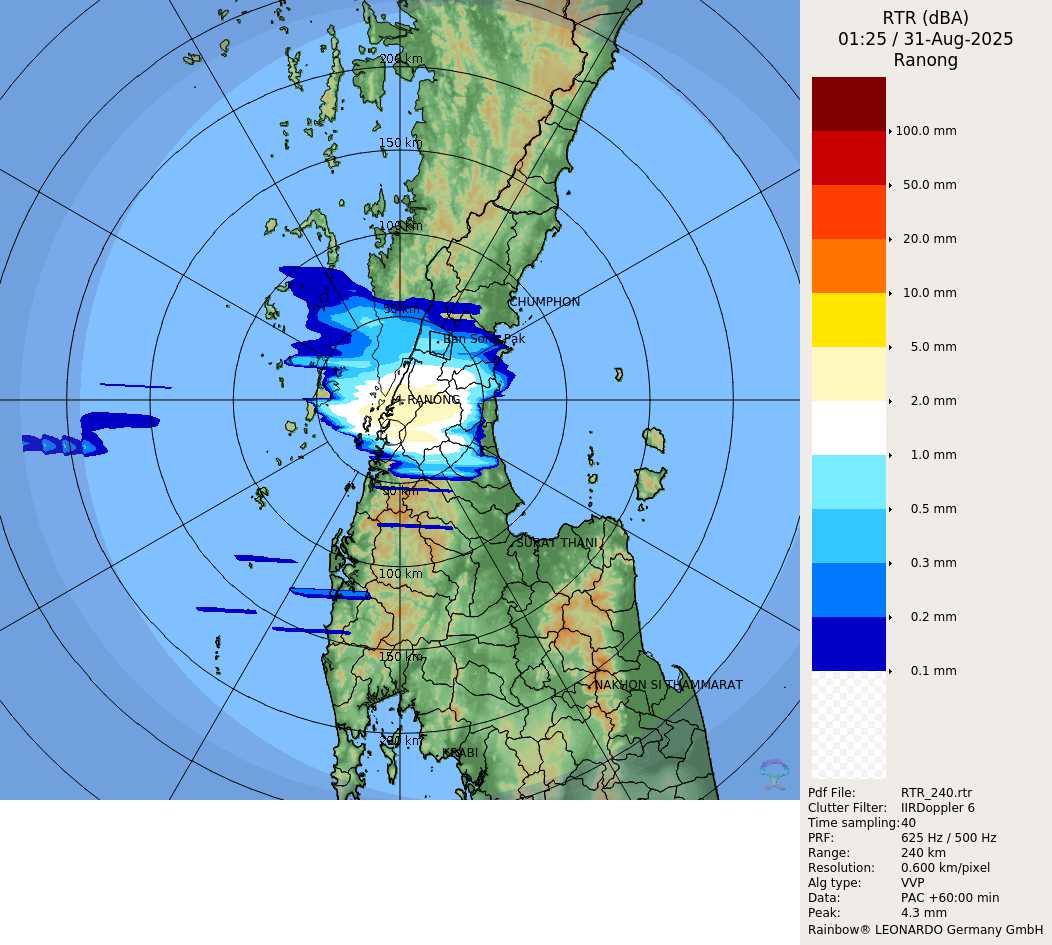 RTR (dBA)
01:25 / 31-Aug-2025
Ranong
200 km
150 km
100 km
50 km
CHUMPHON
Ban Song Pak
RANONG
50 km
SURAT THANI
100 km
150 km
NAKHON SI THAMMARAT
200 km
KRABI
100.0 mm
50.0 mm
20.0 mm
10.0 mm
5.0 mm
2.0 mm
1.0 mm
0.5 mm
0.3 mm
0.2 mm
0.1 mm
Pdf File: RTR_240.rtr
Clutter Filter: IIRDoppler 6
Time sampling:40
PRF: 625 Hz / 500 Hz
Range: 240 km
Resolution: 0.600 km/pixel
Alg type: VVP
Data: PAC +60:00 min
Peak: 4.3 mm
Rainbow® LEONARDO Germany GmbH